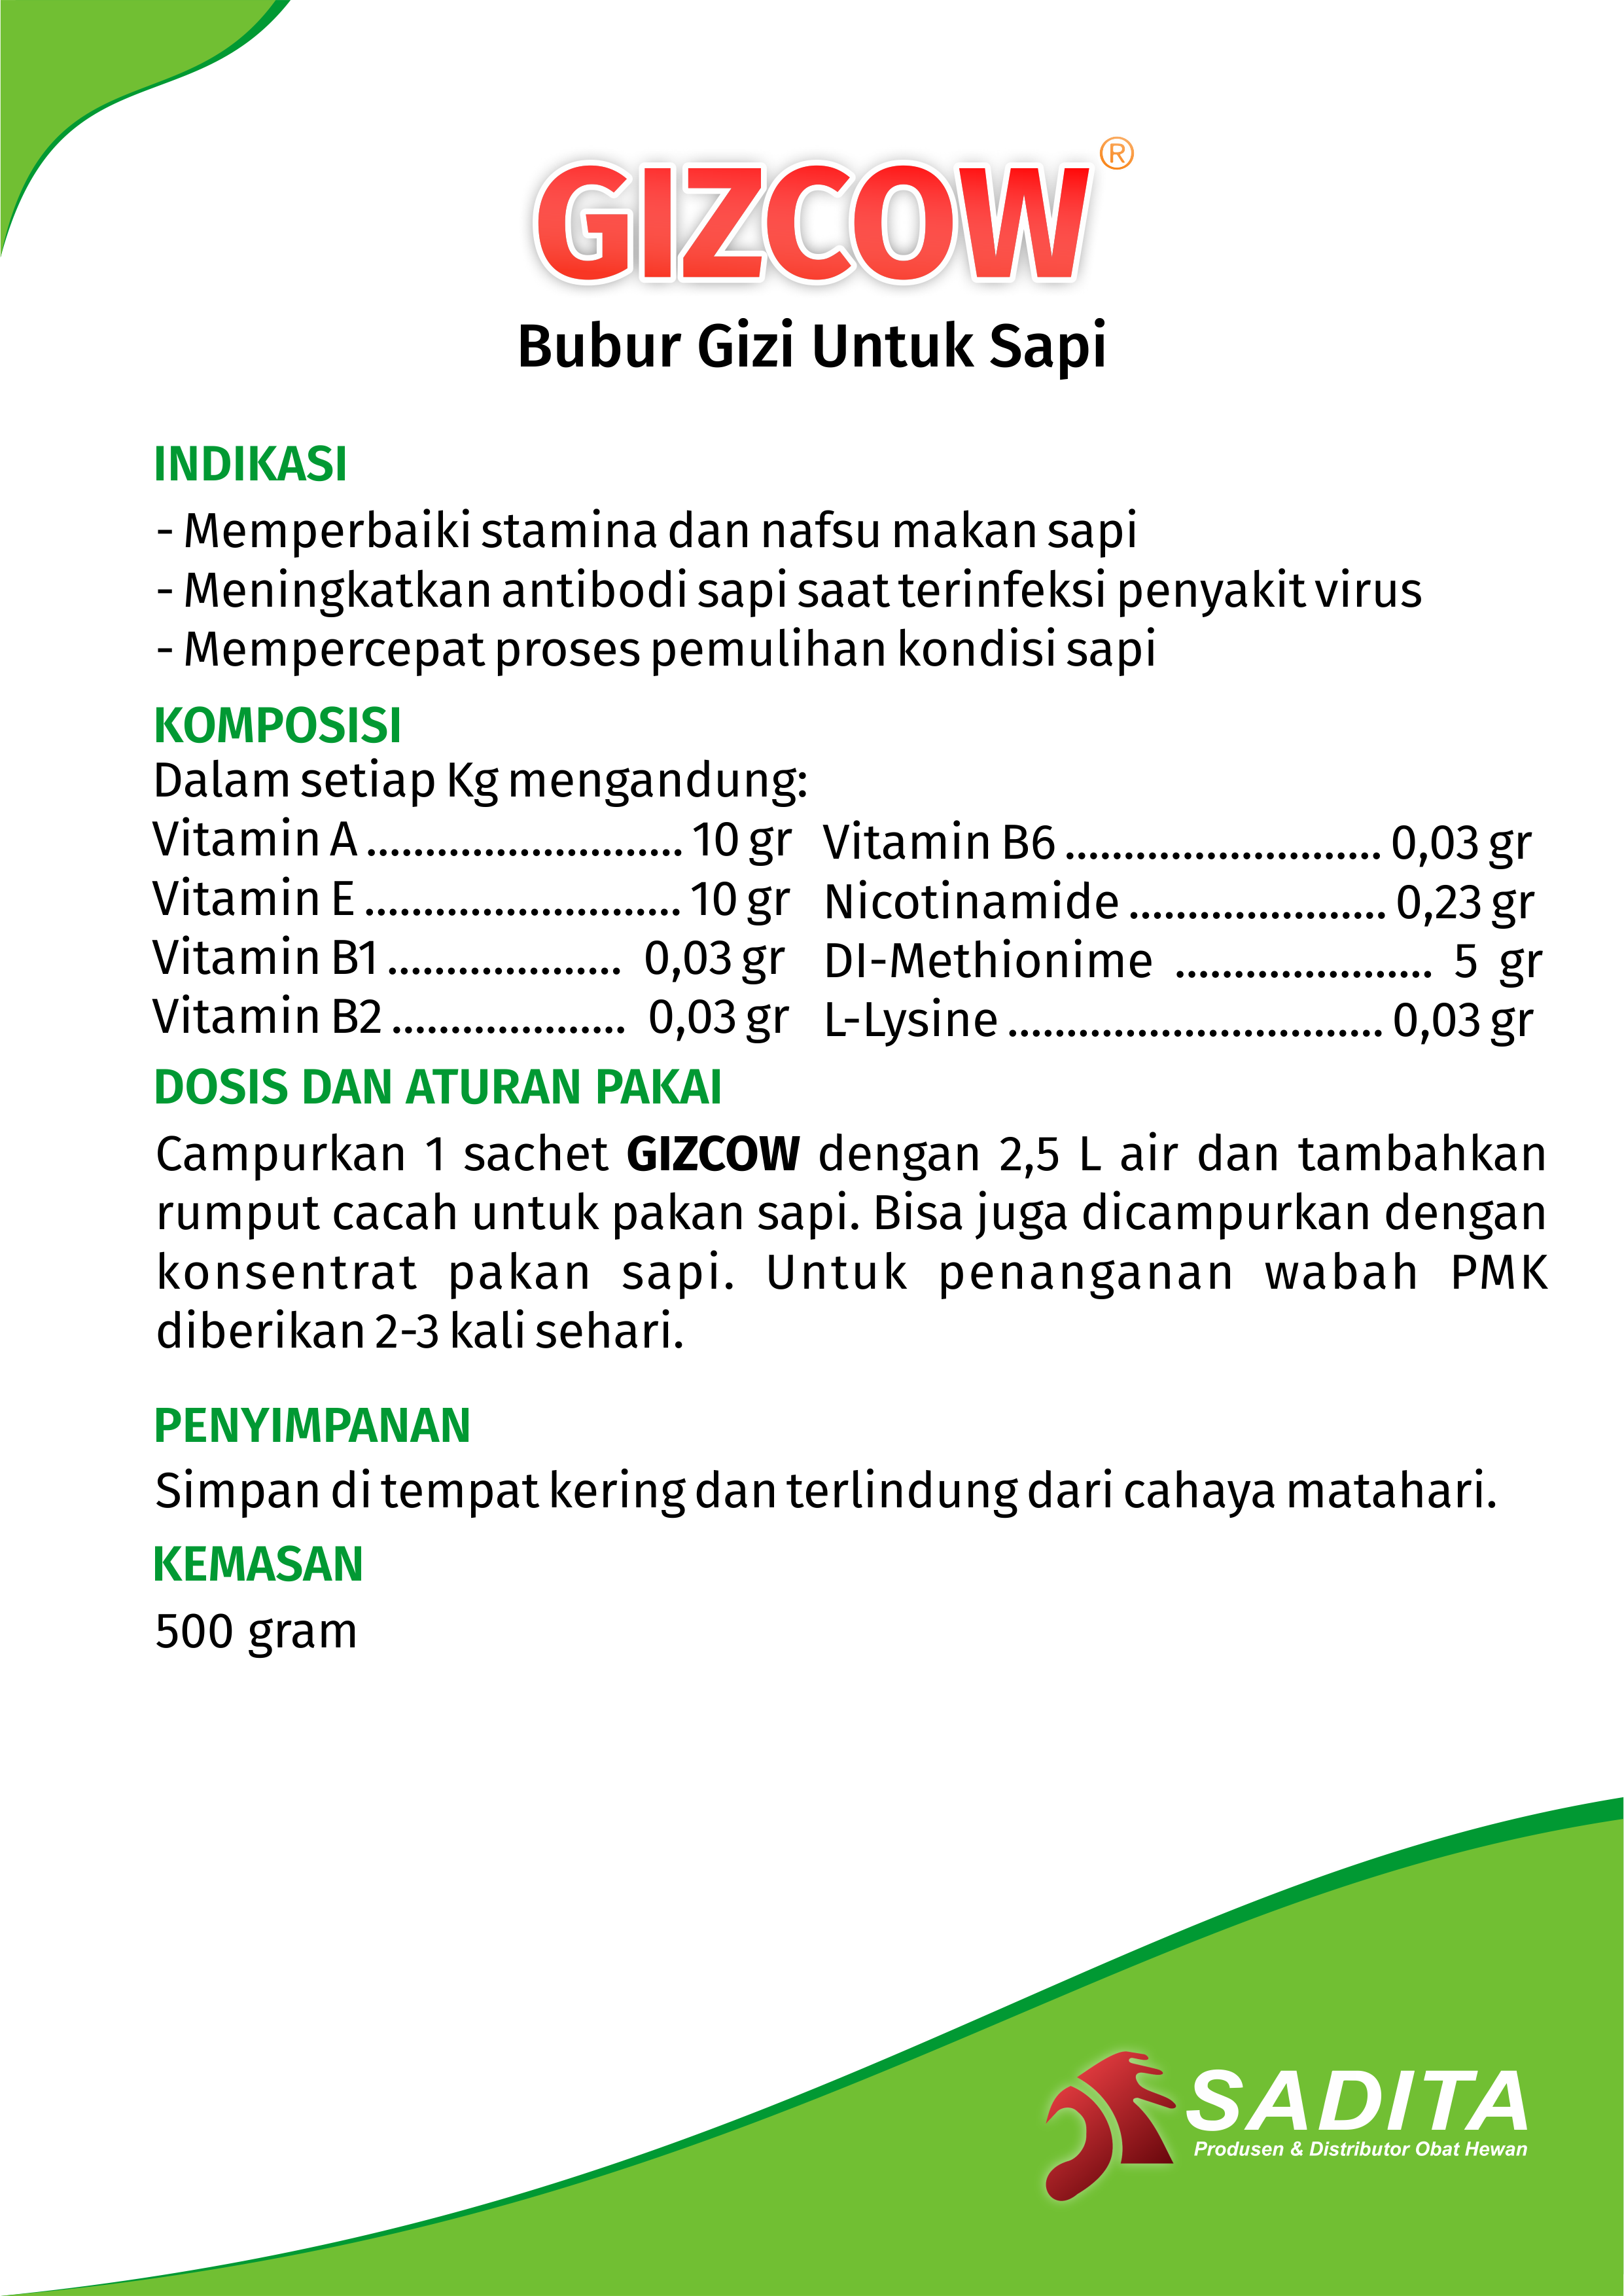 GIZCOW®
Bubur Gizi Untuk Sapi
INDIKASI
- Memperbaiki stamina dan nafsu makan sapi
- Meningkatkan antibodi sapi saat terinfeksi penyakit virus
- Mempercepat proses pemulihan kondisi sapi
KOMPOSISI
Dalam setiap Kg mengandung:
Vitamin A ........................... 10 gr
Vitamin E ........................... 10 gr
Vitamin B1 .................... 0,03 gr
Vitamin B2 .................... 0,03 gr
Vitamin B6 ........................... 0,03 gr
Nicotinamide ...................... 0,23 gr
DI-Methionime ...................... 5 gr
L-Lysine ................................ 0,03 gr
DOSIS DAN ATURAN PAKAI
Campurkan 1 sachet GIZCOW dengan 2,5 L air dan tambahkan
rumput cacah untuk pakan sapi. Bisa juga dicampurkan dengan
konsentrat pakan sapi. Untuk penanganan wabah PMK
diberikan 2-3 kali sehari.
PENYIMPANAN
Simpan di tempat kering dan terlindung dari cahaya matahari.
KEMASAN
500 gram
SADITA
Produsen & Distributor Obat Hewan